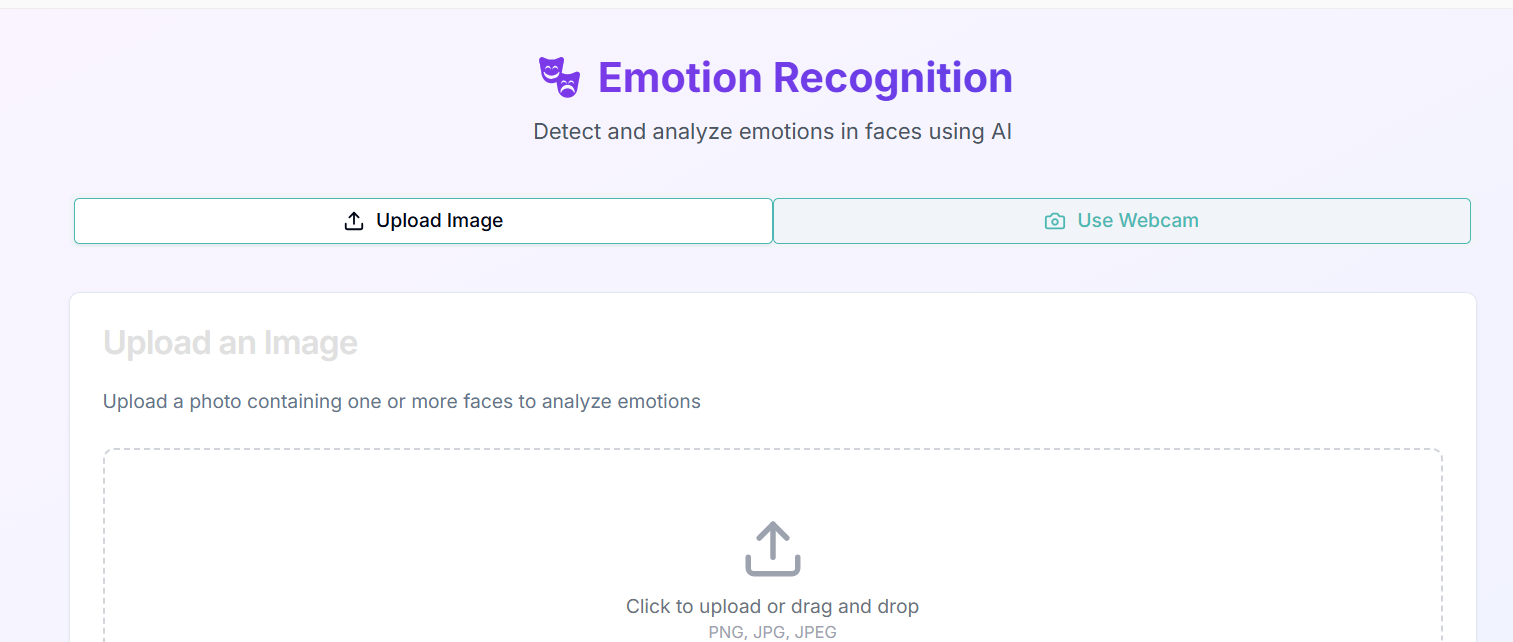 Emotion Recognition
Detect and analyze emotions in faces using AI
Upload Image
Use Webcam
Upload an Image
Upload a photo containing one or more faces to analyze emotions
Click to upload or drag and drop
PNG, JPG, JPEG